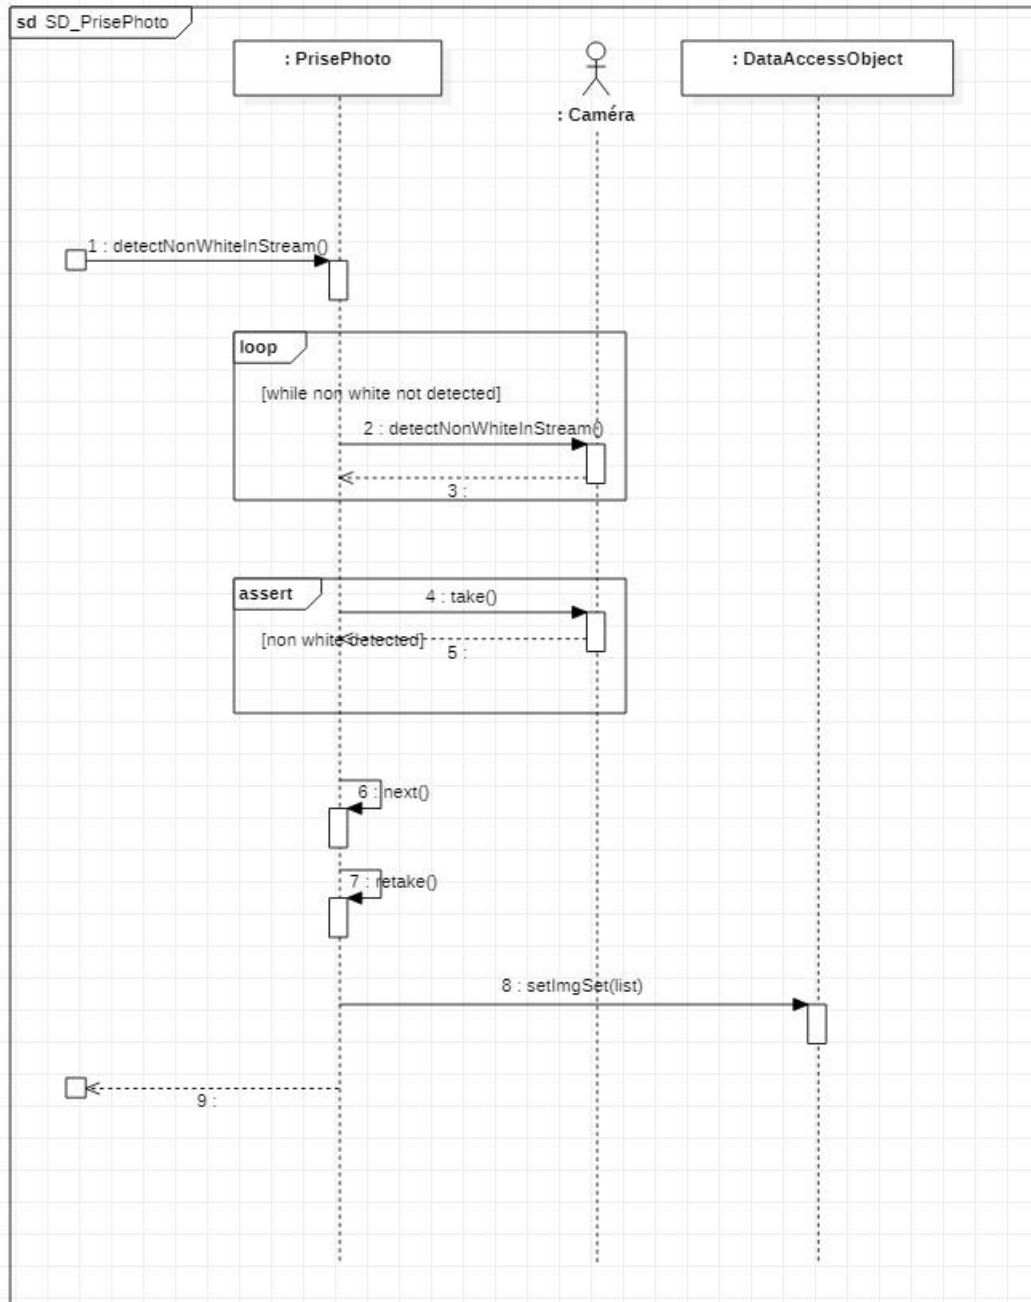 sd SD_PrisePhoto
: PrisePhoto
: Caméra
: DataAccessObject
1 : detectNonWhiteInStream()
loop
[while non white not detected]
2 : detectNonWhiteInStream()
3 :
assert
4 : take()
[non white detected]
5 :
6 : next()
7 : retake()
8 : setImgSet(list)
9 :